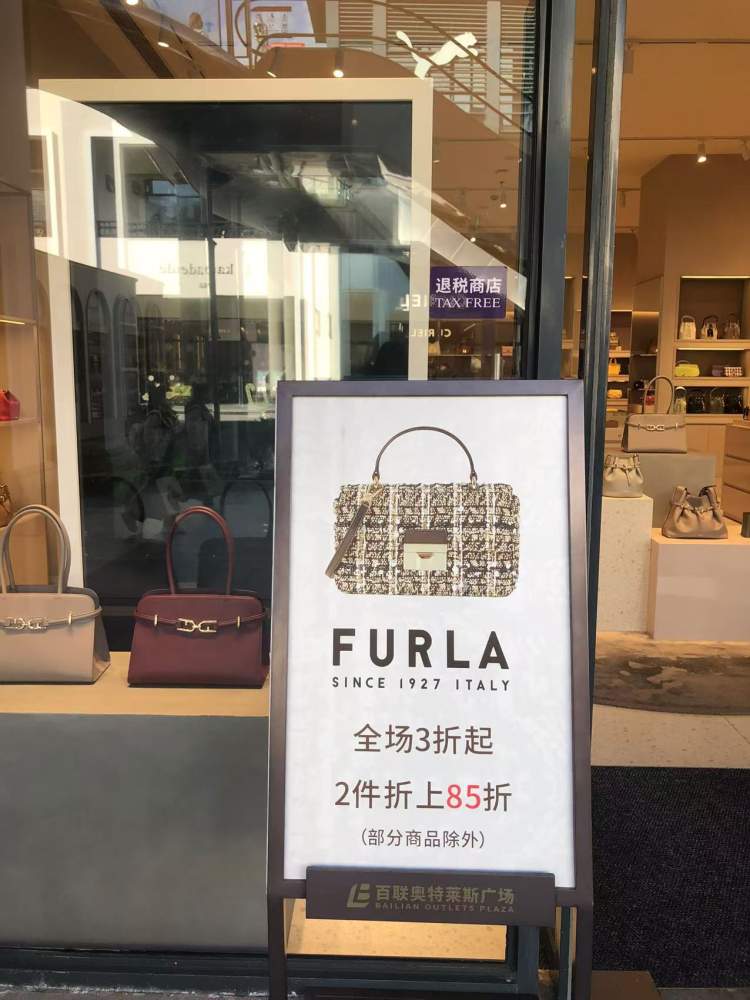 退税商店
TAX FREE
FURLA
SINCE 1927 ITALY
全场3折起
2件折上85折
(部分商品除外)
百联奥特莱斯广场
BAILIAN OUTLETS PLAZA